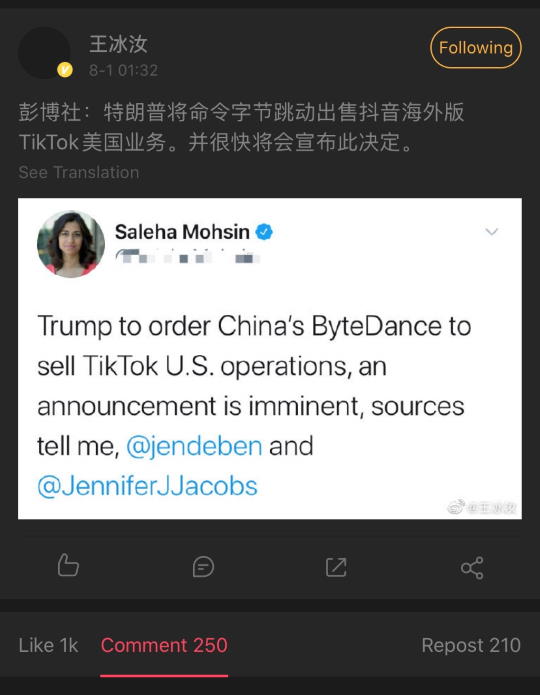 王冰汝
Following
8-1 01:32
彭博社：特朗普将命令字节跳动出售抖音海外版
TikTok美国业务。并很快将会宣布此决定。
See Translation
Saleha Mohsin
Trump to order China's ByteDance to
sell TikTok U.S. operations, an
announcement is imminent, sources
tell me, @jendeben and
@JenniferJJacobs
@王冰汝
Like 1k
Comment 250
Repost 210